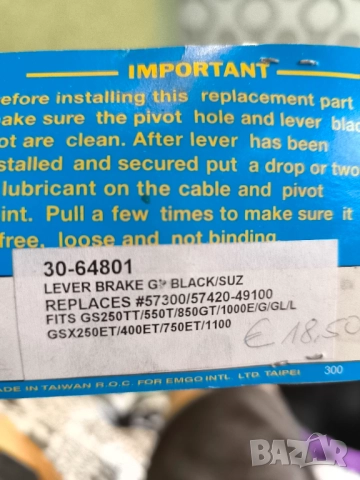 IMPORTANT
efore installing this replacement part
ake sure the pivot hole and lever blac
ot are clean. After lever has been
stalled and secured put a drop or two
lubricant on the cable and pivot
int. Pull a few times to make sure it
free, loose and not binding.
30-64801
LEVER BRAKE BLACK/SUZ
REPLACES #57300/57420-49100
FITS GS250TT/550T/850GT/1000E/G/GL/L
GSX250ET/400ET/750ET/1100
€ 18,50
ADE IN TAIWAN R.O.C. FOR EMGO INTL. LTD. TAIPEI 300
BAZAR
bg